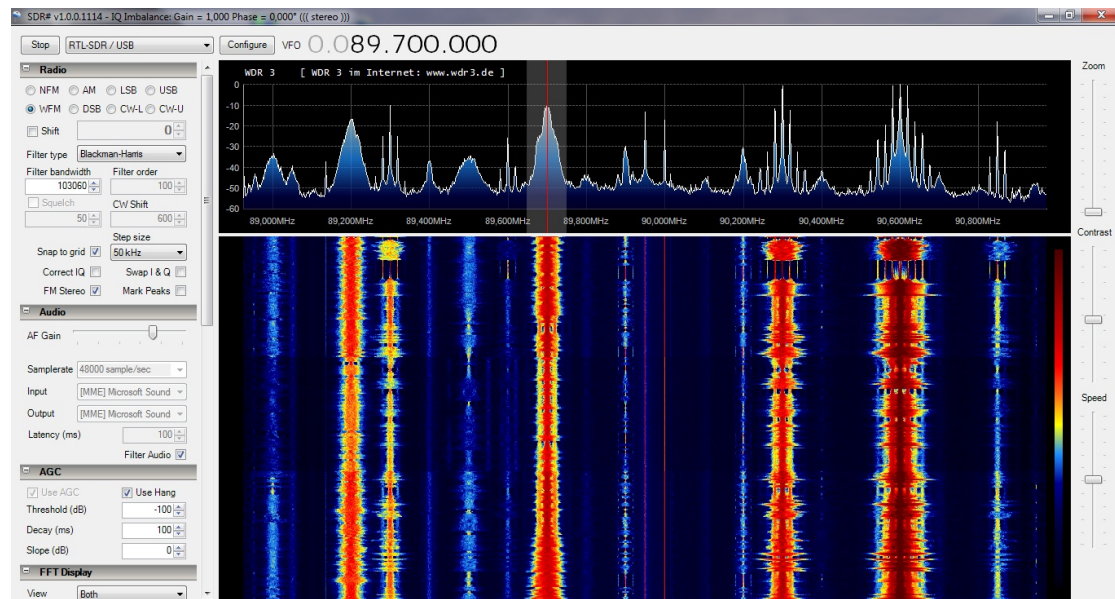 SDR# v1.0.0.1114 - IQ Imbalance: Gain = 1,000 Phase = 0,000° ((( stereo )))
Stop RTL-SDR / USB Configure VFO 0.089.700.000
Radio
NFM AM LSB USB
WFM DSB CW-L CW-U
Shift 0
Filter type Blackman-Harris
Filter bandwidth Filter order
103060 100
Squelch CW Shift
50 600
Step size
Snap to grid 50 kHz
Correct IQ Swap I & Q
FM Stereo Mark Peaks
Audio
AF Gain
Samplerate 48000 sample/sec
Input [MME] Microsoft Sound
Output [MME] Microsoft Sound
Latency (ms) 100
Filter Audio
AGC
Use AGC Use Hang
Threshold (dB) -100
Decay (ms) 100
Slope (dB) 0
FFT Display
View Both
WDR 3 [ WDR 3 im Internet: www.wdr3.de ]
0
-10
-20
-30
-40
-50
-60
89,000MHz 89,200MHz 89,400MHz 89,600MHz 89,800MHz 90,000MHz 90,200MHz 90,400MHz 90,600MHz 90,800MHz
Zoom
Contrast
Speed